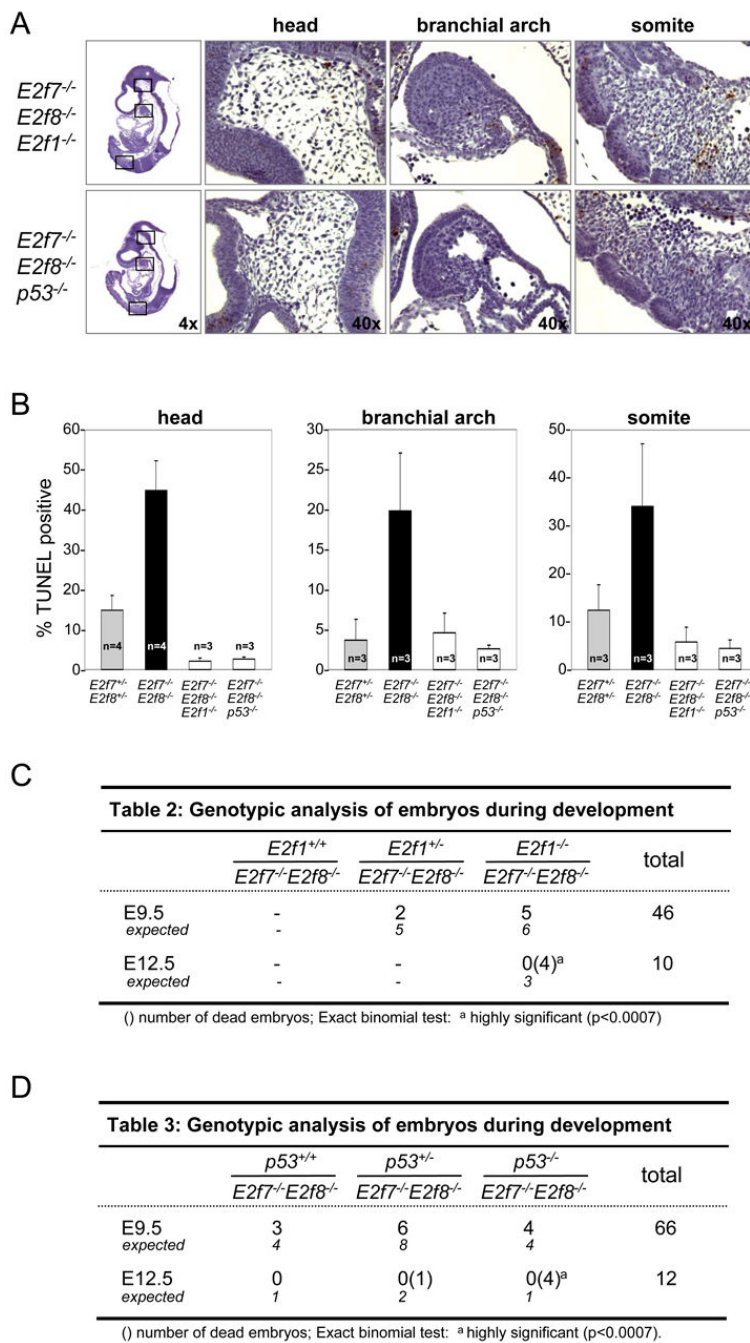 A
head branchial arch somite
E2f7-/-
E2f8-/-
E2f1-/-
E2f7-/-
E2f8-/-
p53-/-
4x 40x 40x 40x
B
head
% TUNEL positive
60
50
40
30
20
10
0
n=4 n=4 n=3 n=3
E2f7+/- E2f7-/- E2f7-/- E2f7-/-
E2f8+/- E2f8-/- E2f8-/- E2f8-/-
E2f1-/- p53-/-
branchial arch
30
25
20
15
10
5
0
n=3 n=3 n=3 n=3
E2f7+/- E2f7-/- E2f7-/- E2f7-/-
E2f8+/- E2f8-/- E2f8-/- E2f8-/-
E2f1-/- p53-/-
somite
50
40
30
20
10
0
n=3 n=3 n=3 n=3
E2f7+/- E2f7-/- E2f7-/- E2f7-/-
E2f8+/- E2f8-/- E2f8-/- E2f8-/-
E2f1-/- p53-/-
C
Table 2: Genotypic analysis of embryos during development
E2f1+/+ E2f1+/- E2f1-/- total
E2f7-/-E2f8-/- E2f7-/-E2f8-/- E2f7-/-E2f8-/-
E9.5 - 2 5 46
expected - 5 6
E12.5 - - 0(4)a 10
expected - - 3
() number of dead embryos; Exact binomial test: a highly significant (p<0.0007)
D
Table 3: Genotypic analysis of embryos during development
p53+/+ p53+/- p53-/- total
E2f7-/-E2f8-/- E2f7-/-E2f8-/- E2f7-/-E2f8-/-
E9.5 3 6 4 66
expected 4 8 4
E12.5 0 0(1) 0(4)a 12
expected 1 2 1
() number of dead embryos; Exact binomial test: a highly significant (p<0.0007).